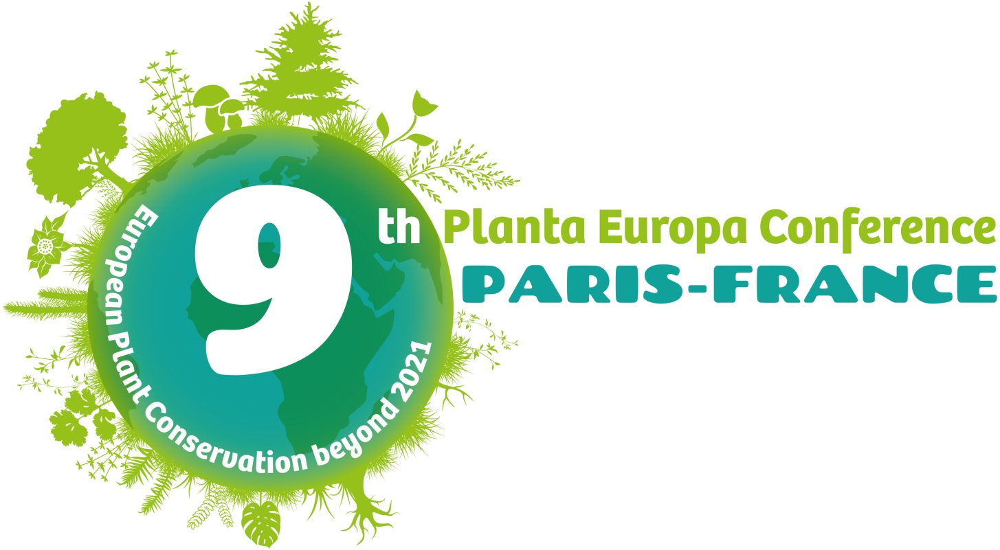 9th Planta Europa Conference
PARIS-FRANCE
European Plant Conservation beyond 2021